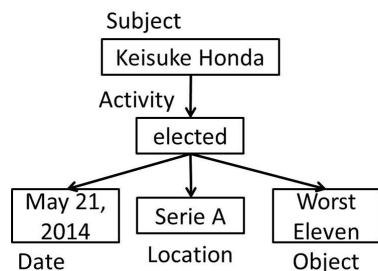 Subject
Keisuke Honda
Activity
elected
May 21,
2014
Serie A
Worst
Eleven
Date
Location
Object